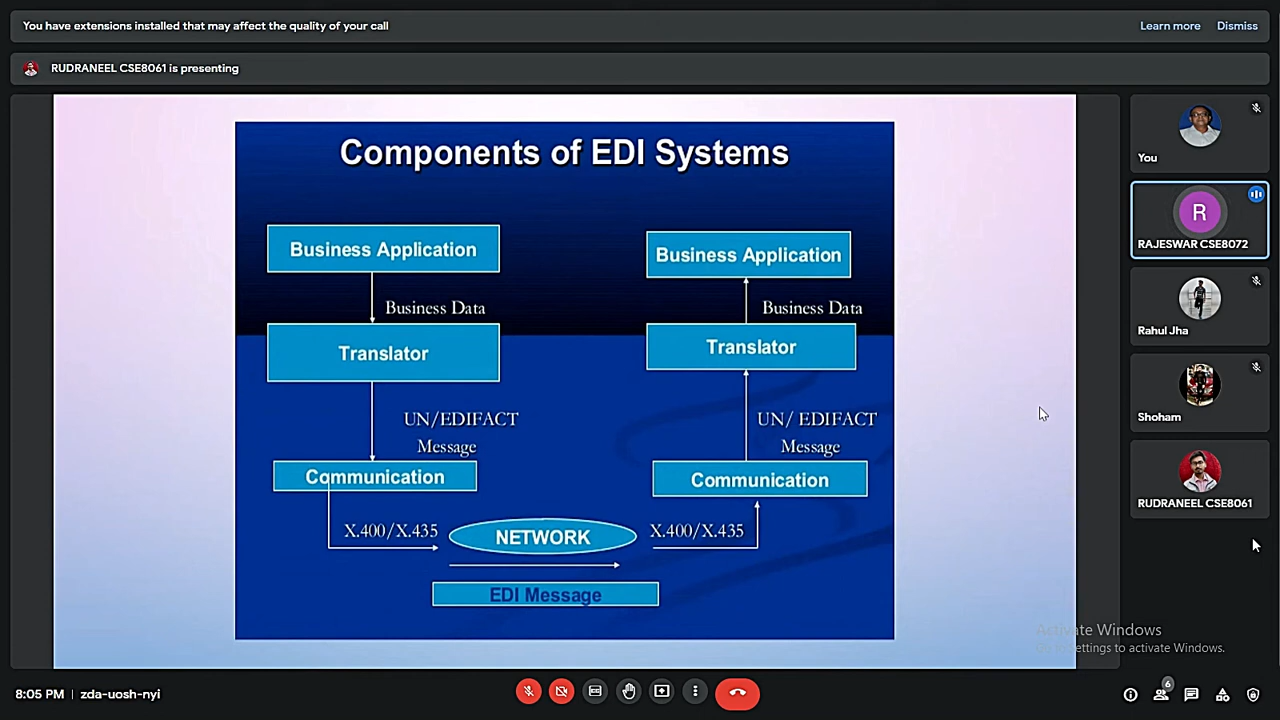 You have extensions installed that may affect the quality of your call
Learn more
Dismiss
RUDRANEEL CSE8061 is presenting
Components of EDI Systems
Business Application
Business Application
Business Data
Business Data
Translator
Translator
UN/EDIFACT
Message
UN/ EDIFACT
Message
Communication
Communication
X.400/X.435
NETWORK
X.400/X.435
EDI Message
You
R
RAJESWAR CSE8072
Rahul Jha
Shoham
RUDRANEEL CSE8061
Activate Windows
Go to Settings to activate Windows.
8:05 PM | zda-uosh-nyi
6